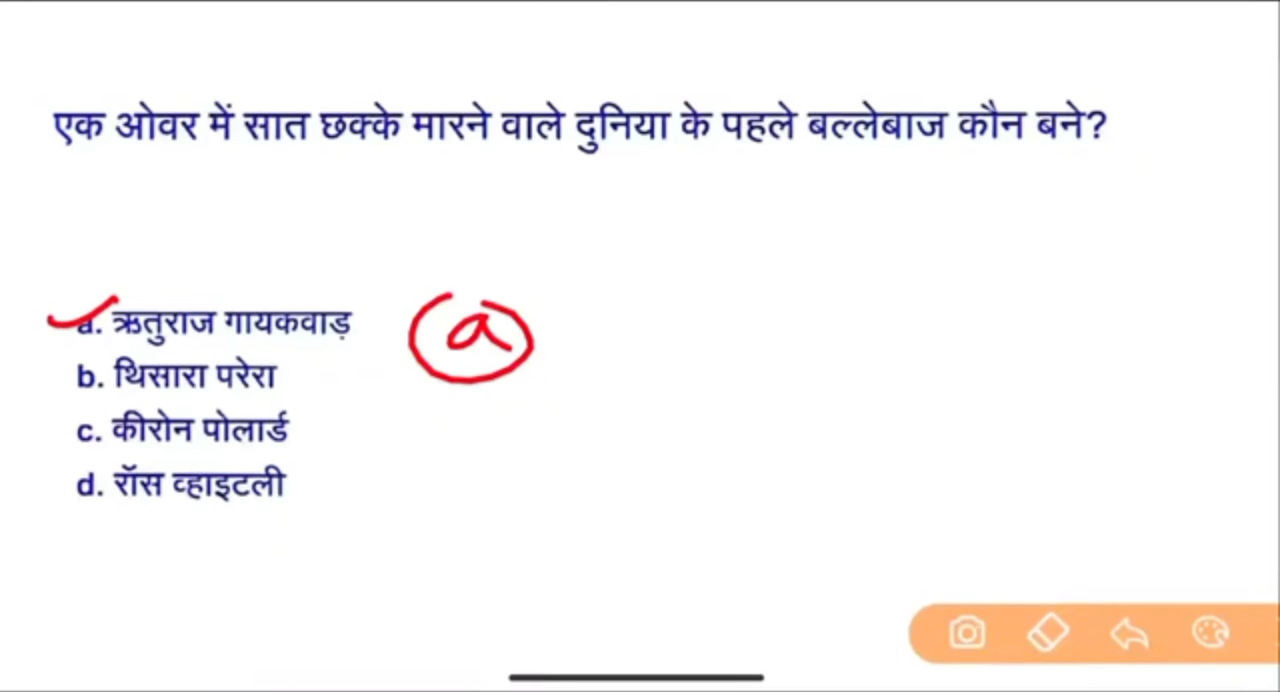 एक ओवर में सात छक्के मारने वाले दुनिया के पहले बल्लेबाज कौन बने?
a. ऋतुराज गायकवाड़
a
b. थिसारा परेरा
c. कीरोन पोलार्ड
d. रॉस व्हाइटली